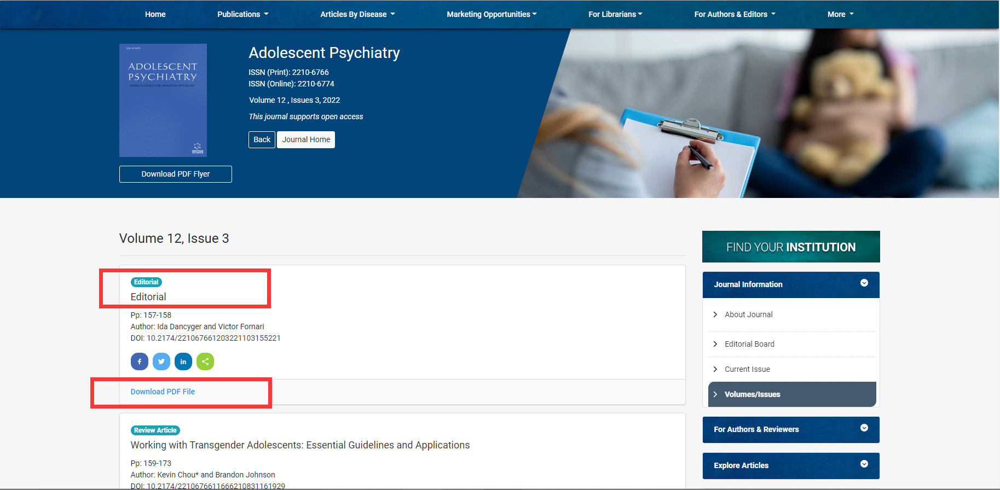 Home Publications Articles By Disease Marketing Opportunities For Librarians For Authors & Editors More
ADOLESCENT
PSYCHIATRY
BENTHAM
SCIENCE
Download PDF Flyer
Adolescent Psychiatry
ISSN (Print): 2210-6766
ISSN (Online): 2210-6774
Volume 12 , Issues 3, 2022
This journal supports open access
Back Journal Home
Volume 12, Issue 3
Editorial
Editorial
Pp: 157-158
Author: Ida Dancyger and Victor Fornari
DOI: 10.2174/221067661203221103155221
Download PDF File
Review Article
Working with Transgender Adolescents: Essential Guidelines and Applications
Pp: 159-173
Author: Kevin Chou* and Brandon Johnson
DOI: 10.2174/2210676611666210831161929
FIND YOUR INSTITUTION
Journal Information
About Journal
Editorial Board
Current Issue
Volumes/Issues
For Authors & Reviewers
Explore Articles